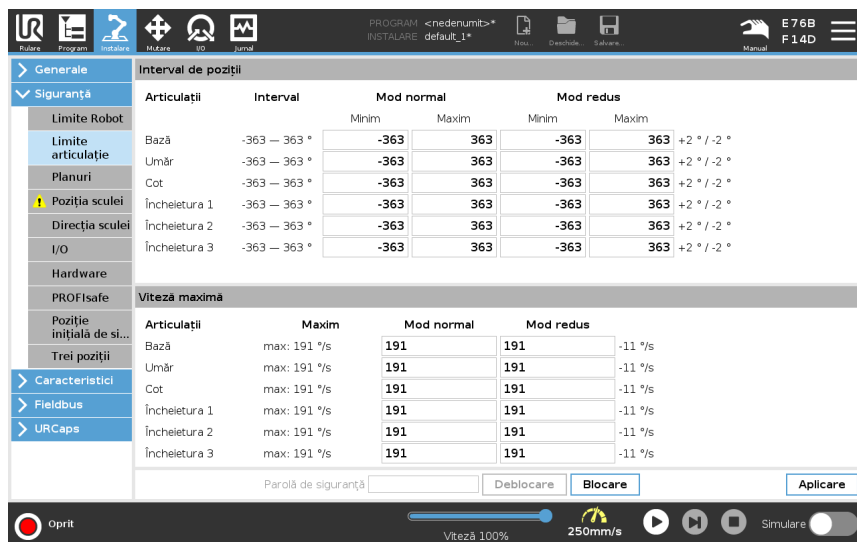 PROGRAM <nedenumit>*
INSTALARE default_1*
E76B
F14D
Rulare Program Instalare Mutare I/O Jurnal Nou... Deschide... Salvare... Manual
Generale
Siguranță
Limite Robot
Limite
articulație
Planuri
Poziția sculei
Direcția sculei
I/O
Hardware
PROFIsafe
Poziție
inițială de si...
Trei poziții
Caracteristici
Fieldbus
URCaps
Interval de poziții
Articulații Interval Mod normal Mod redus
Minim Maxim Minim Maxim
Bază -363 — 363 ° -363 363 -363 363 +2 ° / -2 °
Umăr -363 — 363 ° -363 363 -363 363 +2 ° / -2 °
Cot -363 — 363 ° -363 363 -363 363 +2 ° / -2 °
Încheietura 1 -363 — 363 ° -363 363 -363 363 +2 ° / -2 °
Încheietura 2 -363 — 363 ° -363 363 -363 363 +2 ° / -2 °
Încheietura 3 -363 — 363 ° -363 363 -363 363 +2 ° / -2 °
Viteză maximă
Articulații Maxim Mod normal Mod redus
Bază max: 191 °/s 191 191 -11 °/s
Umăr max: 191 °/s 191 191 -11 °/s
Cot max: 191 °/s 191 191 -11 °/s
Încheietura 1 max: 191 °/s 191 191 -11 °/s
Încheietura 2 max: 191 °/s 191 191 -11 °/s
Încheietura 3 max: 191 °/s 191 191 -11 °/s
Parolă de siguranță Deblocare Blocare Aplicare
Oprit
Viteză 100%
250mm/s
Simulare